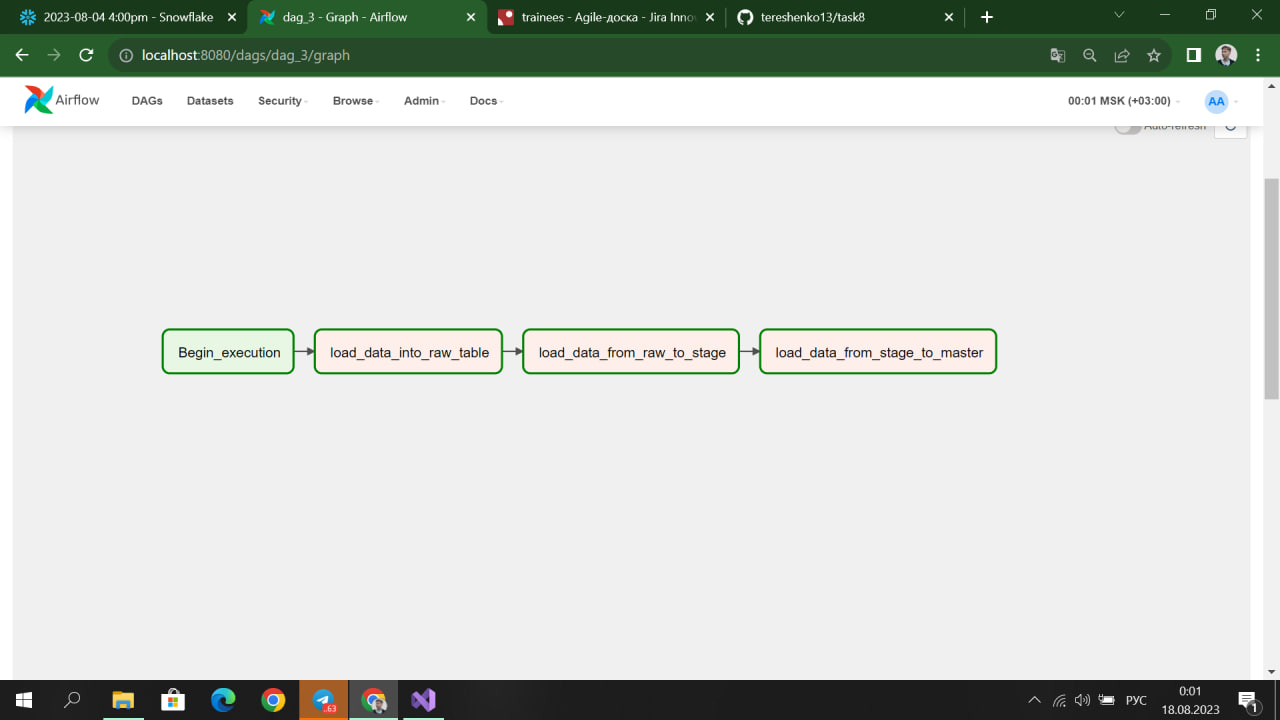 2023-08-04 4:00pm - Snowflake
dag_3 - Graph - Airflow
trainees - Agile-доска - Jira Inno
tereshenko13/task8
localhost:8080/dags/dag_3/graph
Airflow
DAGs
Datasets
Security
Browse
Admin
Docs
00:01 MSK (+03:00)
AA
Auto-refresh
Begin_execution
load_data_into_raw_table
load_data_from_raw_to_stage
load_data_from_stage_to_master
..63
РУС
0:01
18.08.2023
1